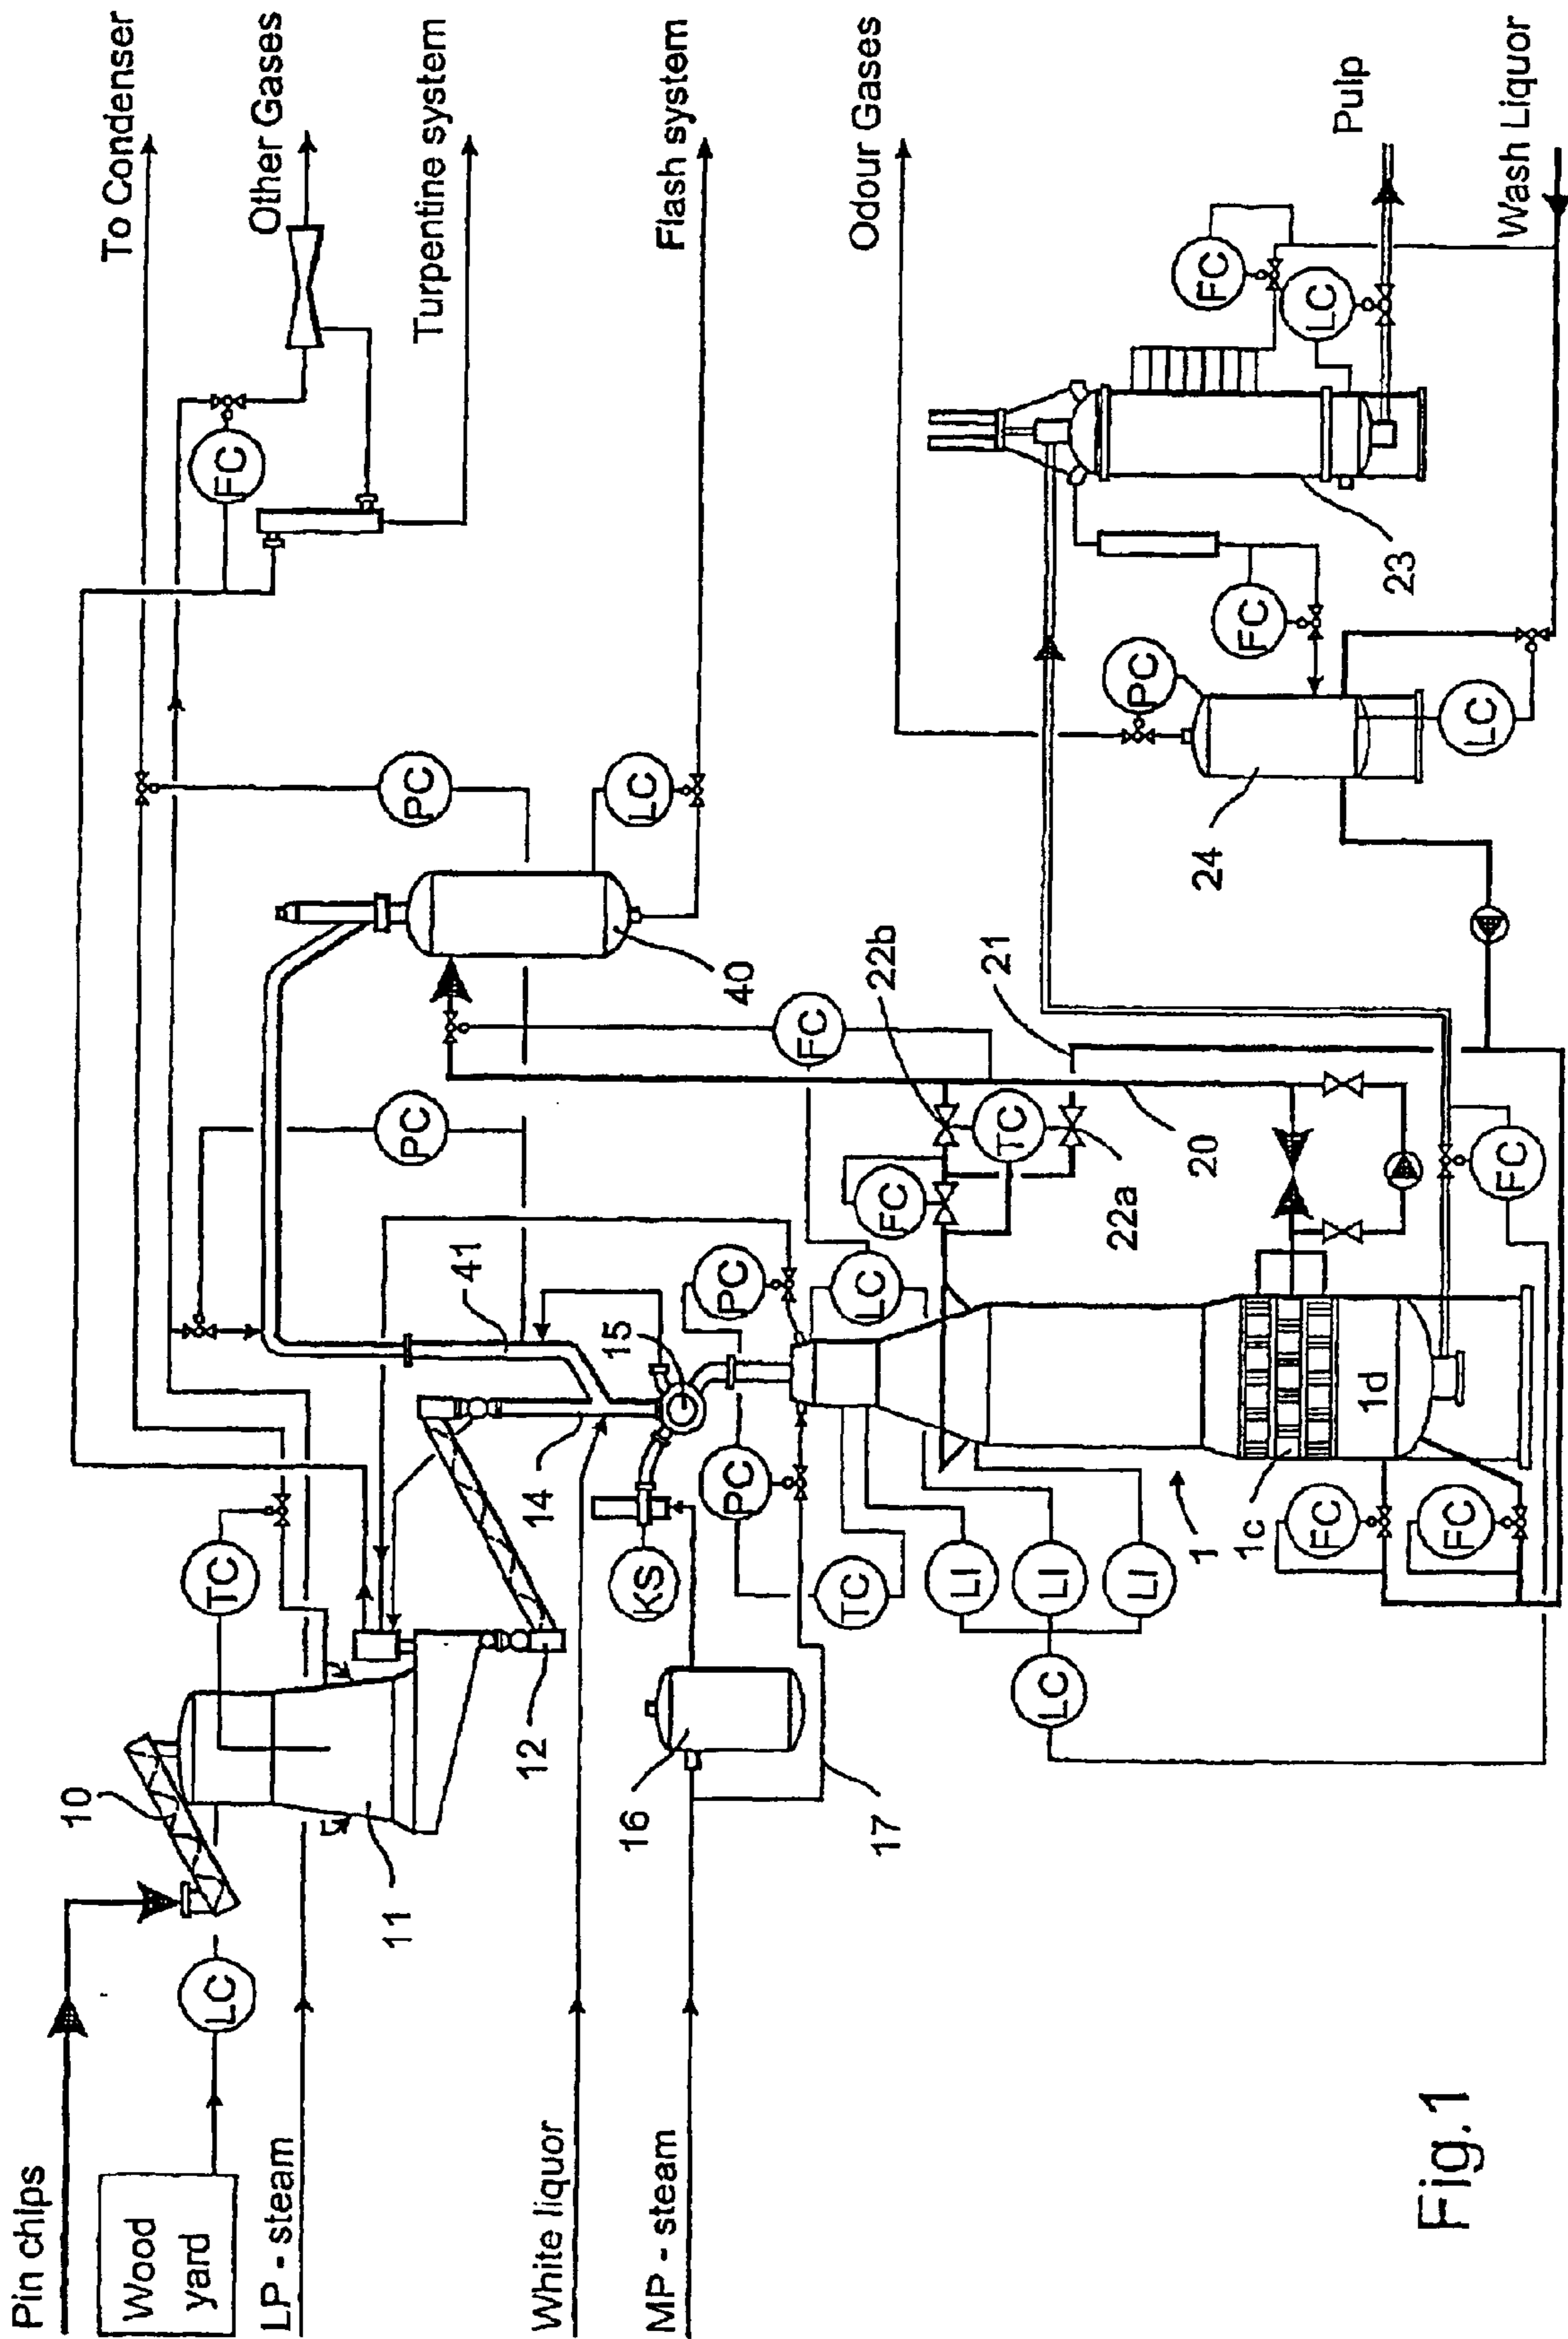 Pin chips
Wood
yard
LP - steam
White liquor
MP - steam
To Condenser
Other Gases
Turpentine system
Flash system
Odour Gases
Pulp
Wash Liquor
LC
10
11
TC
12
14
41
15
KS
16
17
FC
PC
PC
LC
40
PC
PC
TC
LC
FC
22b
FC
TC
22a
21
20
LI
LI
LI
LC
1
1c
1d
FC
FC
FC
PC
24
LC
FC
23
FC
LC
Fig.1